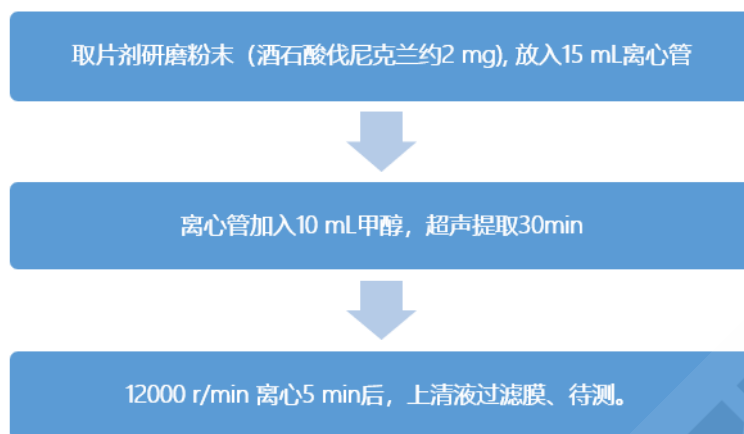 取片剂研磨粉末（酒石酸伐尼克兰约2 mg), 放入15 mL离心管
离心管加入10 mL甲醇，超声提取30min
12000 r/min 离心5 min后，上清液过滤膜、待测。